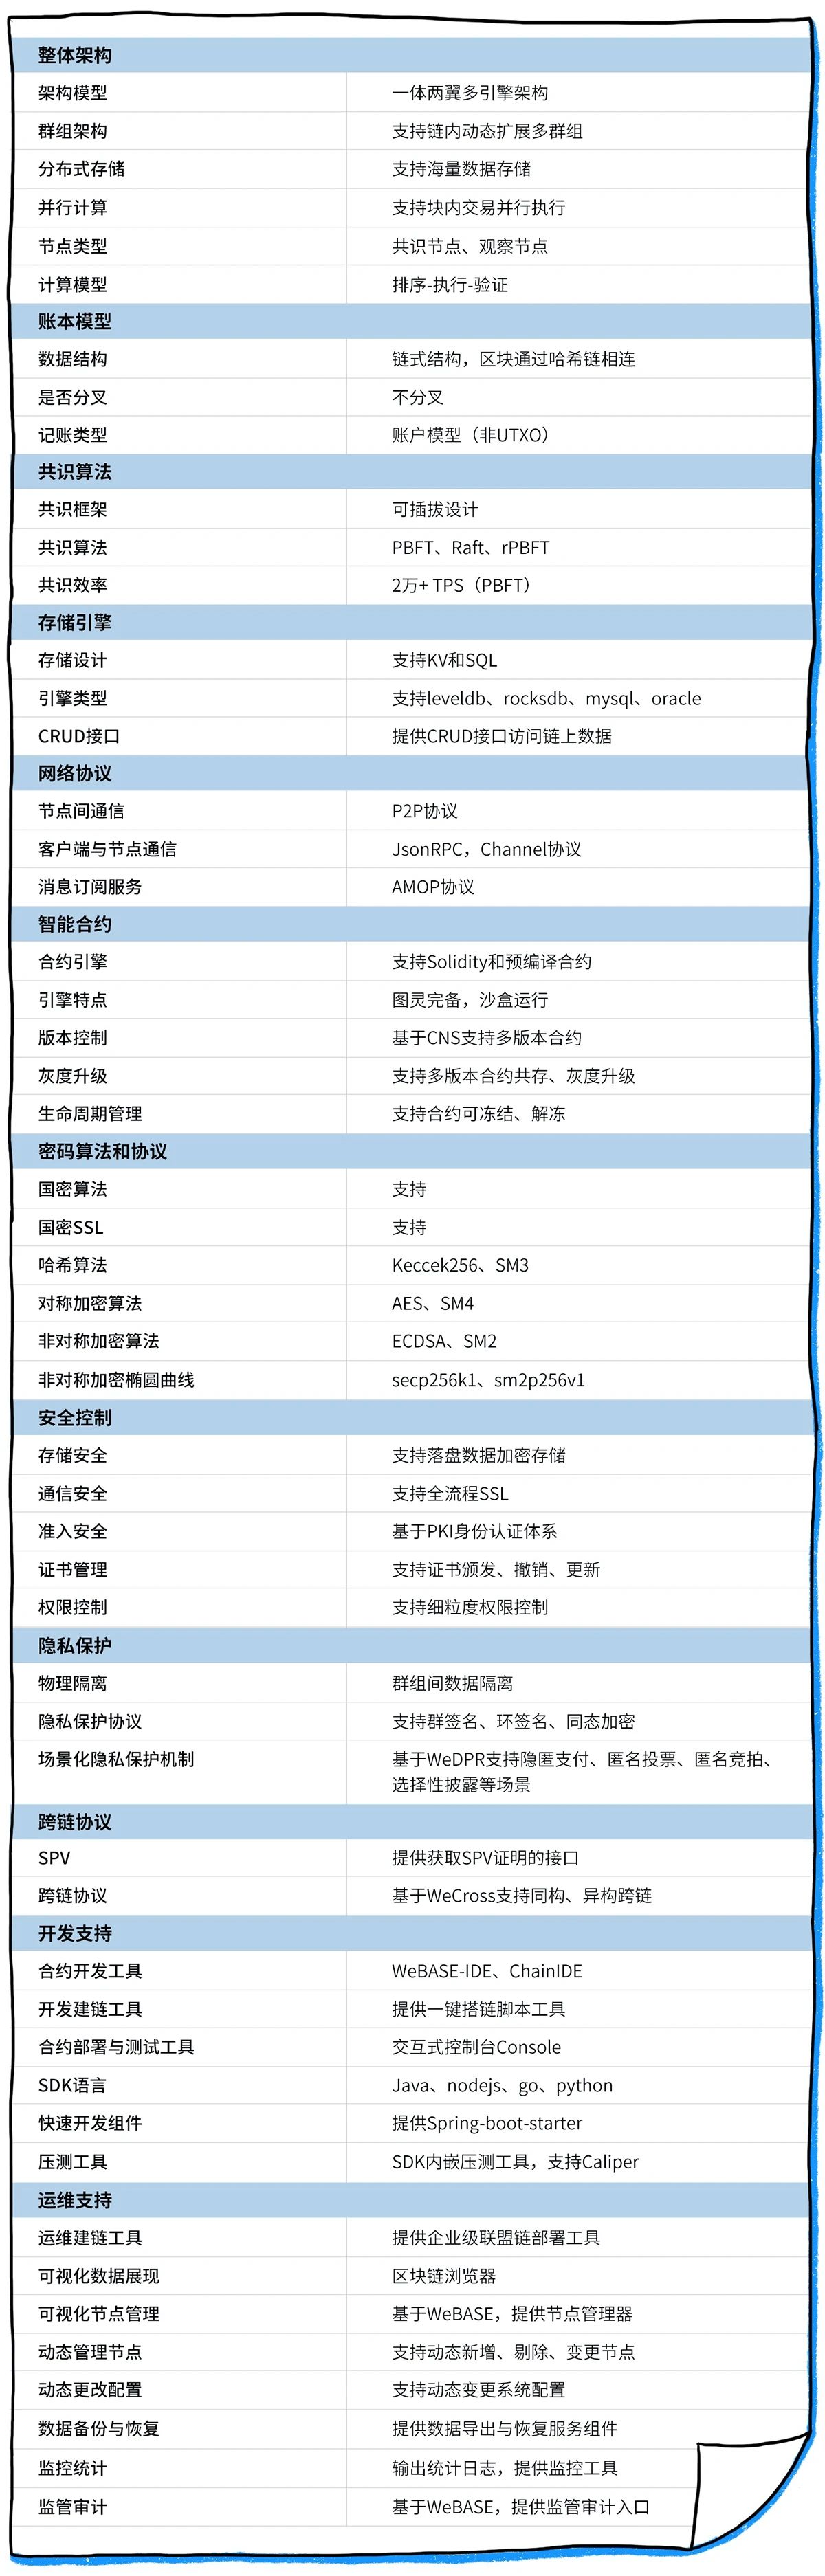 整体架构
架构模型 一体两翼多引擎架构
群组架构 支持链内动态扩展多群组
分布式存储 支持海量数据存储
并行计算 支持块内交易并行执行
节点类型 共识节点、观察节点
计算模型 排序-执行-验证
账本模型
数据结构 链式结构，区块通过哈希链相连
是否分叉 不分叉
记账类型 账户模型（非UTXO）
共识算法
共识框架 可插拔设计
共识算法 PBFT、Raft、rPBFT
共识效率 2万+ TPS（PBFT）
存储引擎
存储设计 支持KV和SQL
引擎类型 支持leveldb、rocksdb、mysql、oracle
CRUD接口 提供CRUD接口访问链上数据
网络协议
节点间通信 P2P协议
客户端与节点通信 JsonRPC，Channel协议
消息订阅服务 AMOP协议
智能合约
合约引擎 支持Solidity和预编译合约
引擎特点 图灵完备，沙盒运行
版本控制 基于CNS支持多版本合约
灰度升级 支持多版本合约共存、灰度升级
生命周期管理 支持合约可冻结、解冻
密码算法和协议
国密算法 支持
国密SSL 支持
哈希算法 Keccek256、SM3
对称加密算法 AES、SM4
非对称加密算法 ECDSA、SM2
非对称加密椭圆曲线 secp256k1、sm2p256v1
安全控制
存储安全 支持落盘数据加密存储
通信安全 支持全流程SSL
准入安全 基于PKI身份认证体系
证书管理 支持证书颁发、撤销、更新
权限控制 支持细粒度权限控制
隐私保护
物理隔离 群组间数据隔离
隐私保护协议 支持群签名、环签名、同态加密
场景化隐私保护机制 基于WeDPR支持隐匿支付、匿名投票、匿名竞拍、
选择性披露等场景
跨链协议
SPV 提供获取SPV证明的接口
跨链协议 基于WeCross支持同构、异构跨链
开发支持
合约开发工具 WeBASE-IDE、ChainIDE
开发建链工具 提供一键搭链脚本工具
合约部署与测试工具 交互式控制台Console
SDK语言 Java、nodejs、go、python
快速开发组件 提供Spring-boot-starter
压测工具 SDK内嵌压测工具，支持Caliper
运维支持
运维建链工具 提供企业级联盟链部署工具
可视化数据展现 区块链浏览器
可视化节点管理 基于WeBASE，提供节点管理器
动态管理节点 支持动态新增、剔除、变更节点
动态更改配置 支持动态变更系统配置
数据备份与恢复 提供数据导出与恢复服务组件
监控统计 输出统计日志，提供监控工具
监管审计 基于WeBASE，提供监管审计入口